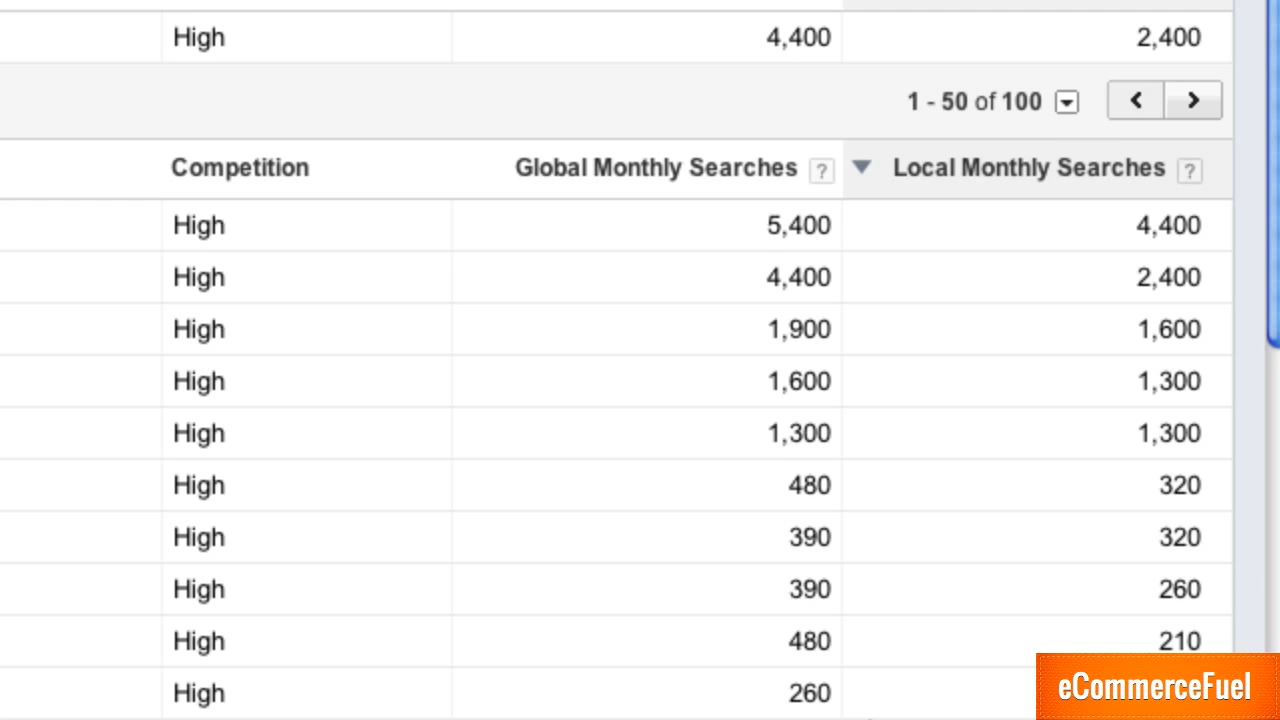 High 4,400 2,400
1 - 50 of 100
Competition Global Monthly Searches ? Local Monthly Searches ?
High 5,400 4,400
High 4,400 2,400
High 1,900 1,600
High 1,600 1,300
High 1,300 1,300
High 480 320
High 390 320
High 390 260
High 480 210
High 260
eCommerceFuel